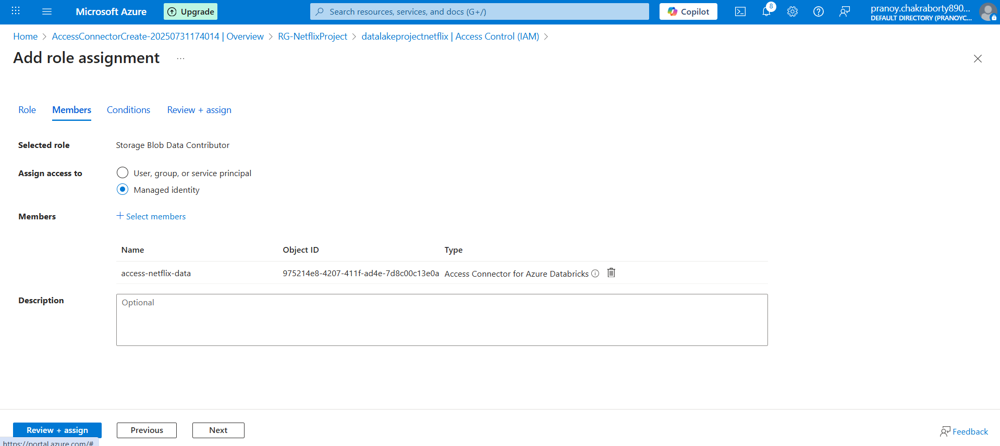 Microsoft Azure
Upgrade
Search resources, services, and docs (G+/)
Copilot
8
pranoy.chakraborty890...
DEFAULT DIRECTORY (PRANOYC...
Home > AccessConnectorCreate-20250731174014 | Overview > RG-NetflixProject > datalakeprojectnetflix | Access Control (IAM) >
Add role assignment ...
Role Members Conditions Review + assign
Selected role Storage Blob Data Contributor
Assign access to User, group, or service principal
Managed identity
Members + Select members
Name Object ID Type
access-netflix-data 975214e8-4207-411f-ad4e-7d8c00c13e0a Access Connector for Azure Databricks
Description Optional
Review + assign Previous Next Feedback
https://portal.azure.com/#